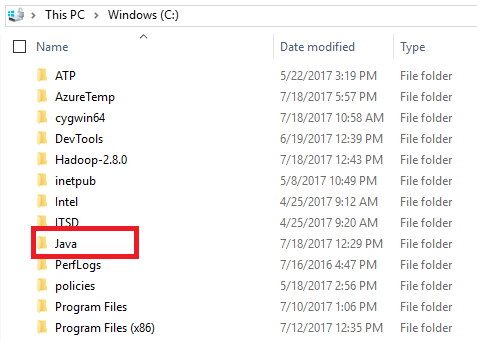 This PC > Windows (C:) >
Name Date modified Type
ATP 5/22/2017 3:19 PM File folder
AzureTemp 7/18/2017 5:57 PM File folder
cygwin64 7/18/2017 10:58 AM File folder
DevTools 6/19/2017 12:39 PM File folder
Hadoop-2.8.0 7/18/2017 12:43 PM File folder
inetpub 5/8/2017 10:49 PM File folder
Intel 4/25/2017 9:12 AM File folder
ITSD 4/25/2017 9:20 AM File folder
Java 7/18/2017 12:29 PM File folder
PerfLogs 7/16/2016 4:47 PM File folder
policies 5/18/2017 2:56 PM File folder
Program Files 7/10/2017 1:06 PM File folder
Program Files (x86) 7/12/2017 12:35 PM File folder